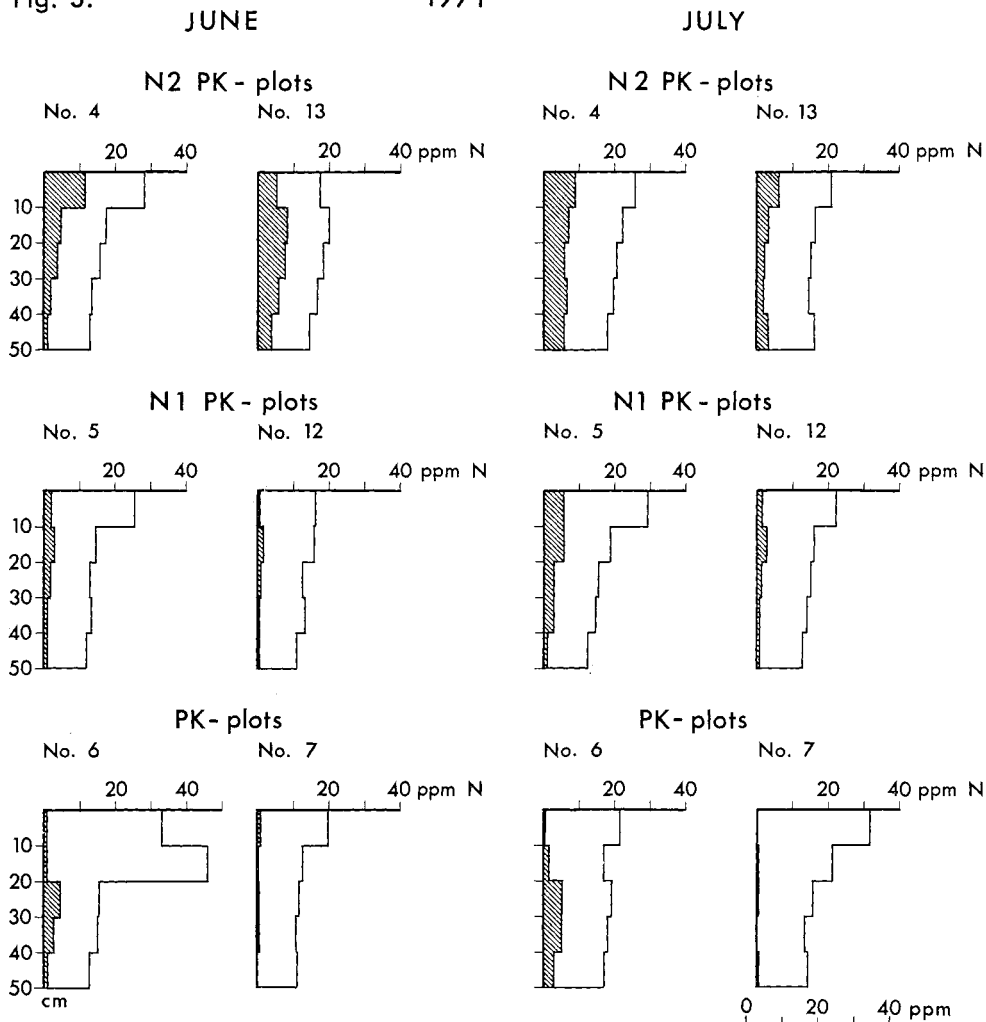 Fig. 3. 1971
JUNE JULY
N2 PK - plots N2 PK - plots
No. 4 No. 13 No. 4 No. 13
20 40 20 40 ppm N 20 40 20 40 ppm N
10
20
30
40
50
N1 PK - plots N1 PK - plots
No. 5 No. 12 No. 5 No. 12
20 40 20 40 ppm N 20 40 20 40 ppm N
10
20
30
40
50
PK- plots PK- plots
No. 6 No. 7 No. 6 No. 7
20 40 20 40 ppm N 20 40 20 40 ppm N
10
20
30
40
50
cm
0 20 40 ppm